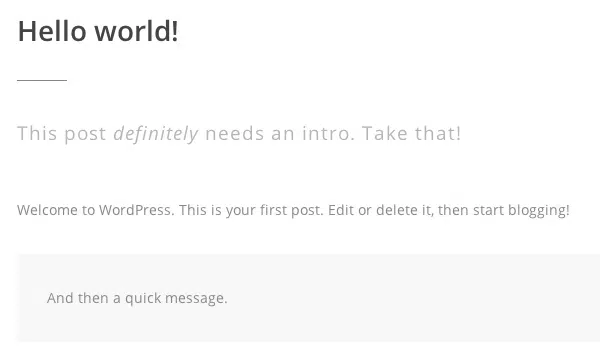 Hello world!
This post definitely needs an intro. Take that!
Welcome to WordPress. This is your first post. Edit or delete it, then start blogging!
And then a quick message.